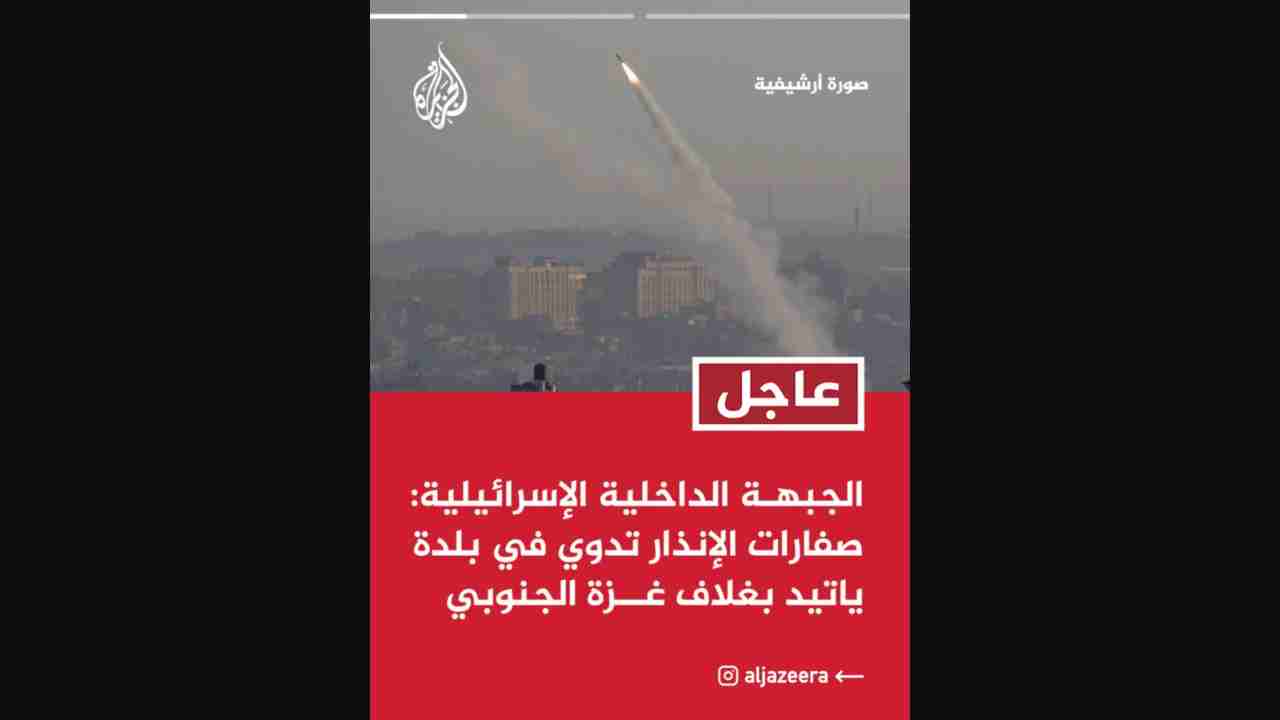 صورة أرشيفية
عاجل
الجبهة الداخلية الإسرائيلية:
صفارات الإنذار تدوي في بلدة
ياتيد بغلاف غزة الجنوبي
aljazeera